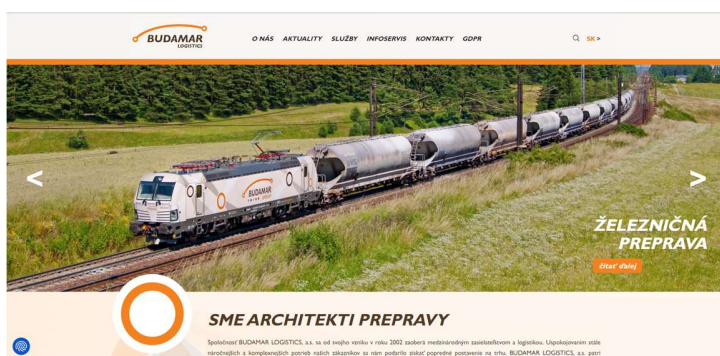 BUDAMAR
LOGISTICS
O NÁS AKTUALITY SLUŽBY INFOSERVIS KONTAKTY GDPR
SK >
BUDAMAR
< >
ŽELEZNIČNÁ
PREPRAVA
čítať ďalej
SME ARCHITEKTI PREPRAVY
Spoločnosť BUDAMAR LOGISTICS, a.s. sa od svojho vzniku v roku 2002 zaoberá medzinárodným zasielateľstvom a logistikou. Uspokojovaním stále
náročnejších a komplexnejších potrieb našich zákazníkov sa nám podarilo získať popredné postavenie na trhu. BUDAMAR LOGISTICS, a.s. patrí